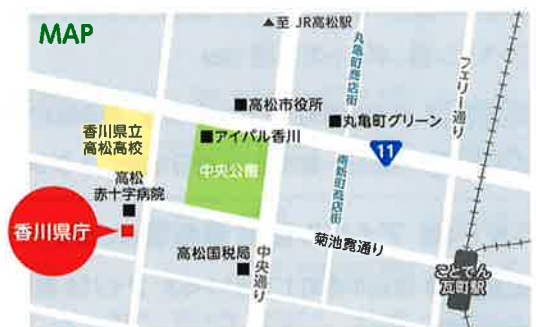 MAP
▲至 JR高松駅
丸亀町商店街
フェリー通り
■高松市役所
■丸亀町グリーン
香川県立
高松高校
■アイパル香川
11
中央公園
南新町商店街
高松
赤十字病院
香川県庁
菊池寛通り
高松国税局
中央通り
ことでん
瓦町駅